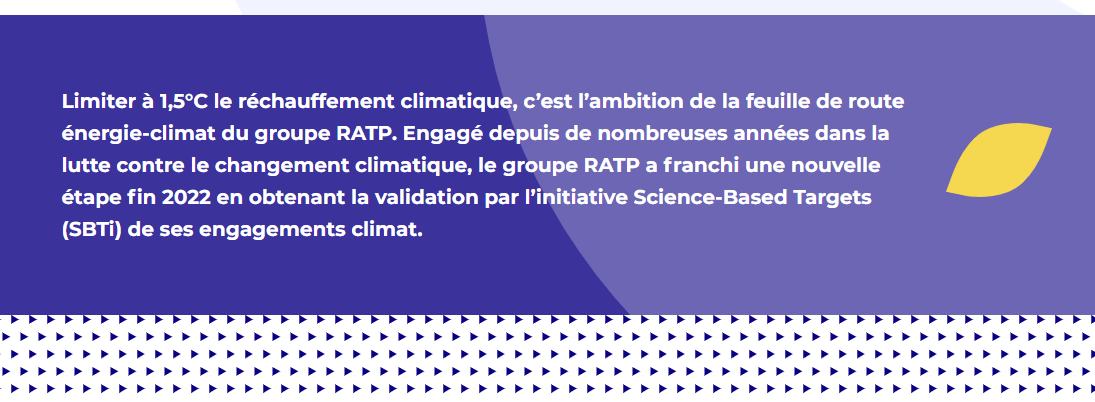 Limiter à 1,5°C le réchauffement climatique, c’est l’ambition de la feuille de route
énergie-climat du groupe RATP. Engagé depuis de nombreuses années dans la
lutte contre le changement climatique, le groupe RATP a franchi une nouvelle
étape fin 2022 en obtenant la validation par l’initiative Science-Based Targets
(SBTi) de ses engagements climat.